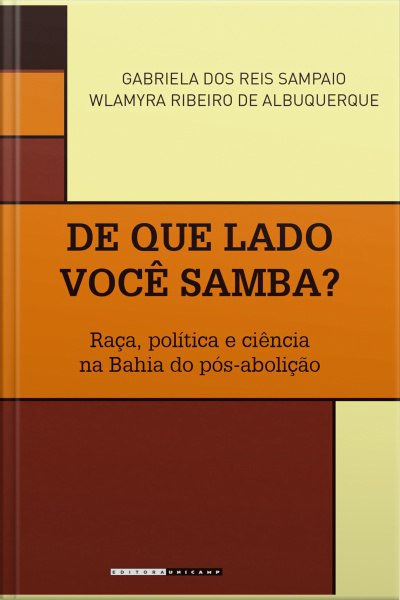 GABRIELA DOS REIS SAMPAIO
WLAMYRA RIBEIRO DE ALBUQUERQUE
DE QUE LADO
VOCÊ SAMBA?
Raça, política e ciência
na Bahia do pós-abolição
EDITORA UNICAMP